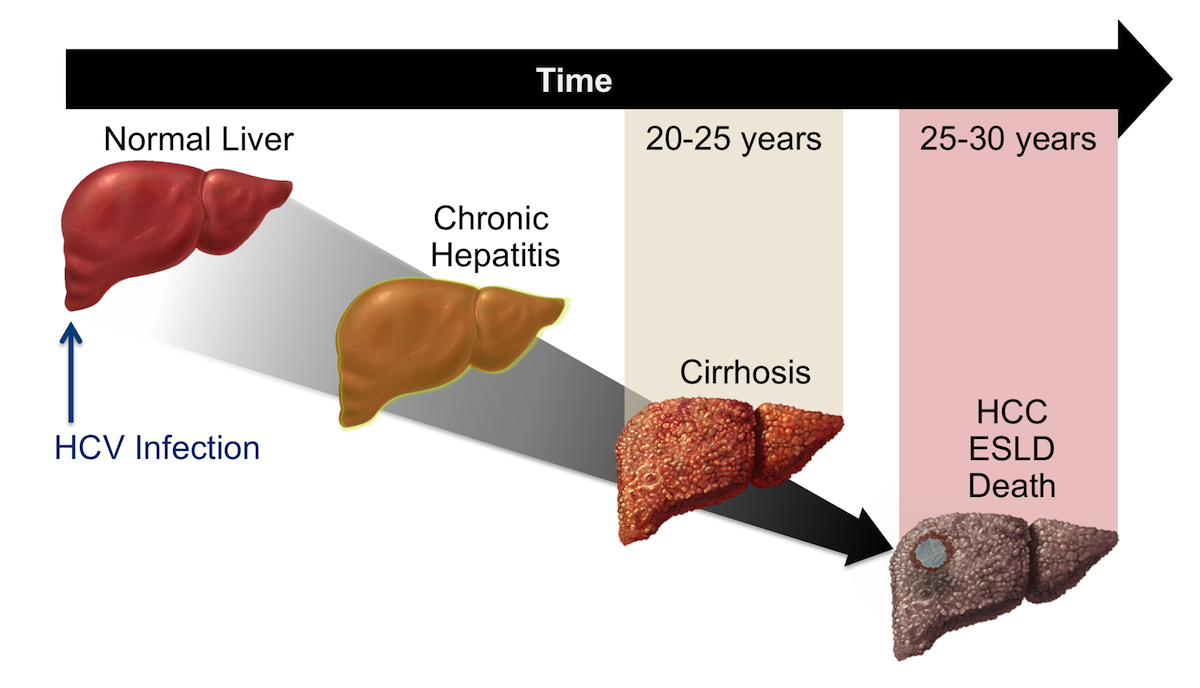 Time
Normal Liver
20-25 years
25-30 years
Chronic
Hepatitis
Cirrhosis
HCC
ESLD
Death
HCV Infection